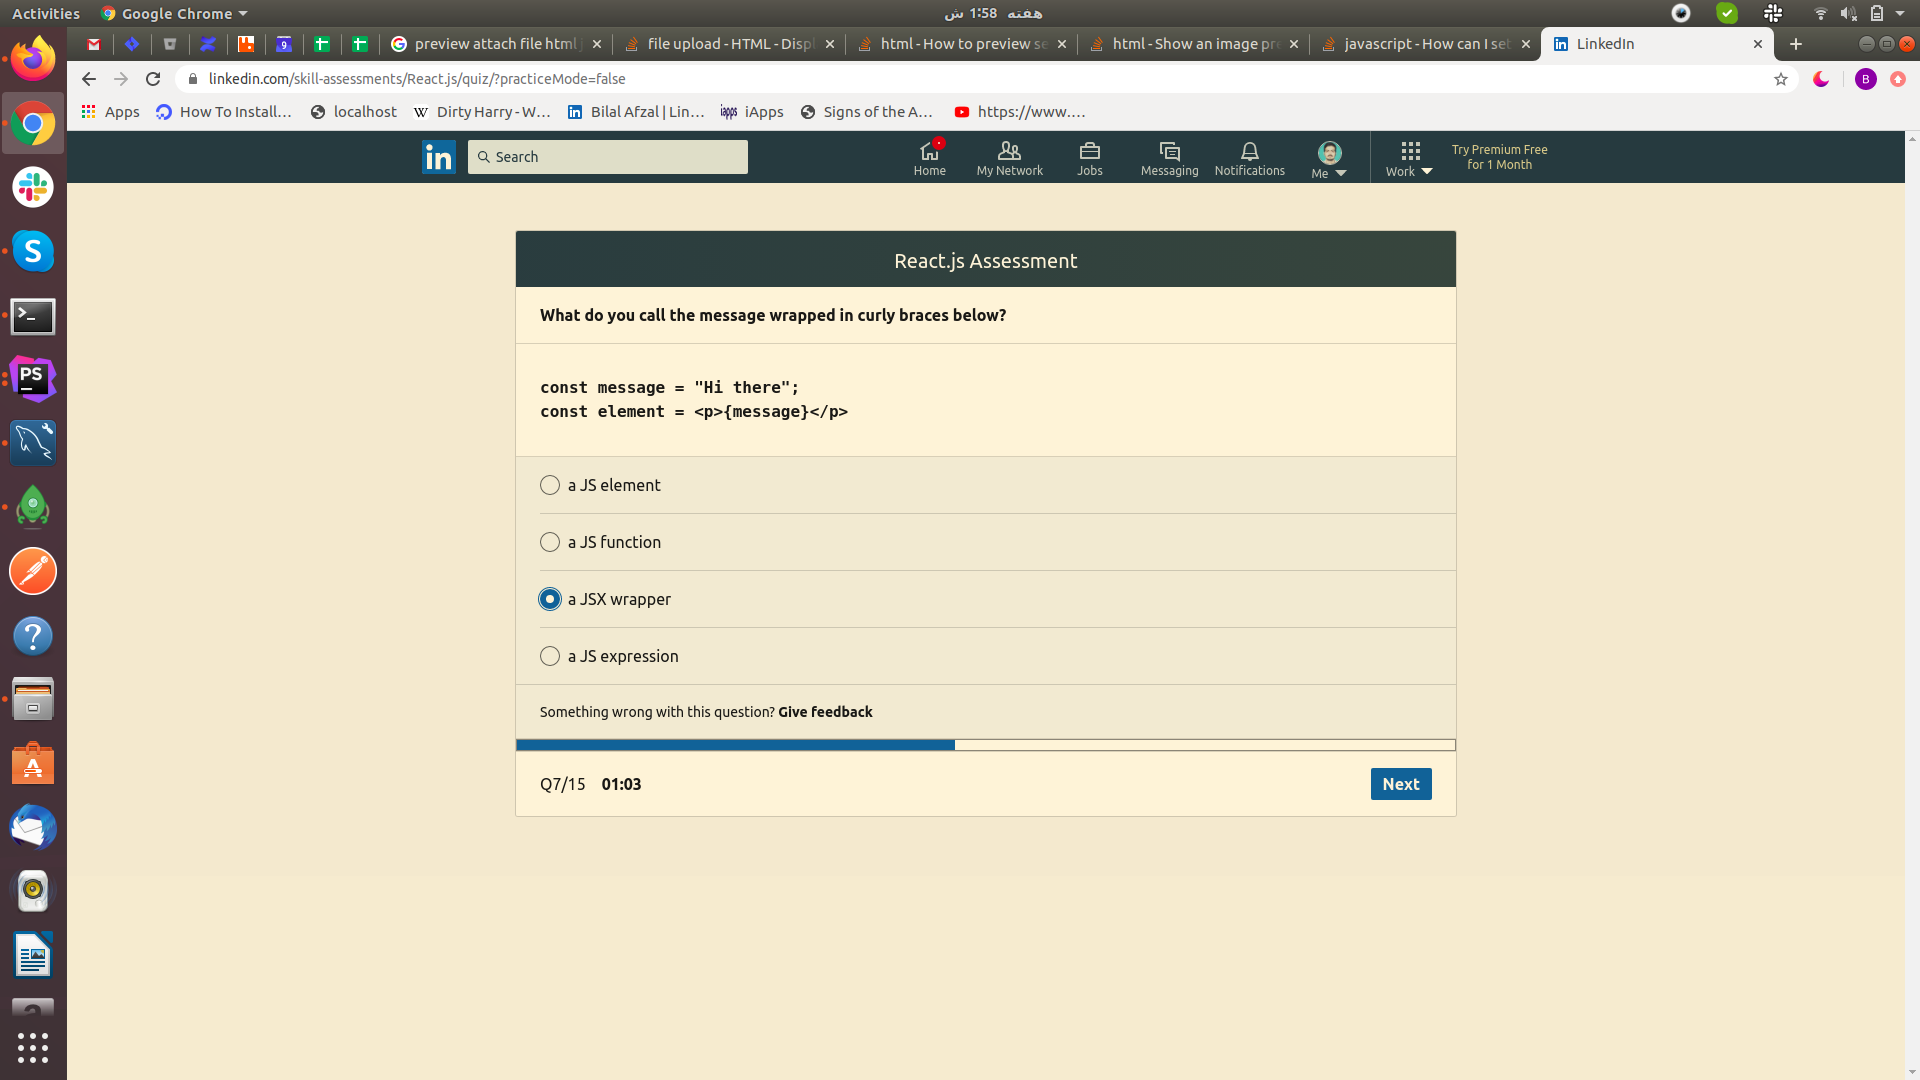 Activities
Google Chrome
هفته 1:58 ش
preview attach file html
file upload - HTML - Disp
html - How to preview se
html - Show an image pre
javascript - How can I set
LinkedIn
linkedin.com/skill-assessments/React.js/quiz/?practiceMode=false
B
Apps
How To Install...
localhost
W
Dirty Harry - W...
in
Bilal Afzal | Lin...
iapps
iApps
Signs of the A...
https://www....
in
Search
Home
My Network
Jobs
Messaging
Notifications
Me
Work
Try Premium Free
for 1 Month
React.js Assessment
What do you call the message wrapped in curly braces below?
const message = "Hi there";
const element = <p>{message}</p>
a JS element
a JS function
a JSX wrapper
a JS expression
Something wrong with this question? Give feedback
Q7/15 01:03
Next
PS